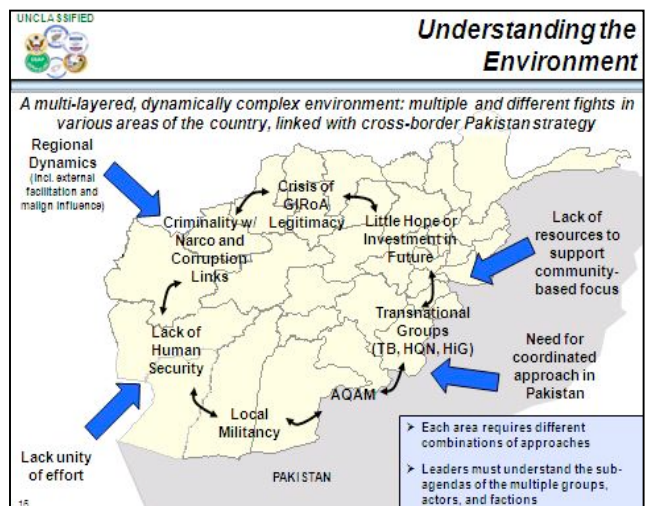 UNCLASSIFIED
Understanding the
Environment
A multi-layered, dynamically complex environment: multiple and different fights in
various areas of the country, linked with cross-border Pakistan strategy
Regional
Dynamics
(incl. external
facilitation and
malign influence)
Crisis of
GIRoA
Legitimacy
Criminality w/
Narco and
Corruption
Links
Little Hope or
Investment in
Future
Lack of
resources to
support
community-
based focus
Transnational
Groups
(TB, HQN, HiG)
Lack of
Human
Security
Need for
coordinated
approach in
Pakistan
AQAM
Local
Militancy
Lack unity
of effort
PAKISTAN
➢ Each area requires different
combinations of approaches
➢ Leaders must understand the sub-
agendas of the multiple groups,
actors, and factions